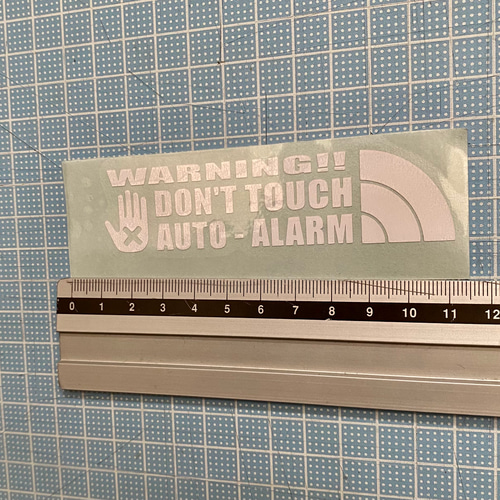 WARNING!!
DON'T TOUCH
AUTO-ALARM
0 1 2 3 4 5 6 7 8 9 10 11 12